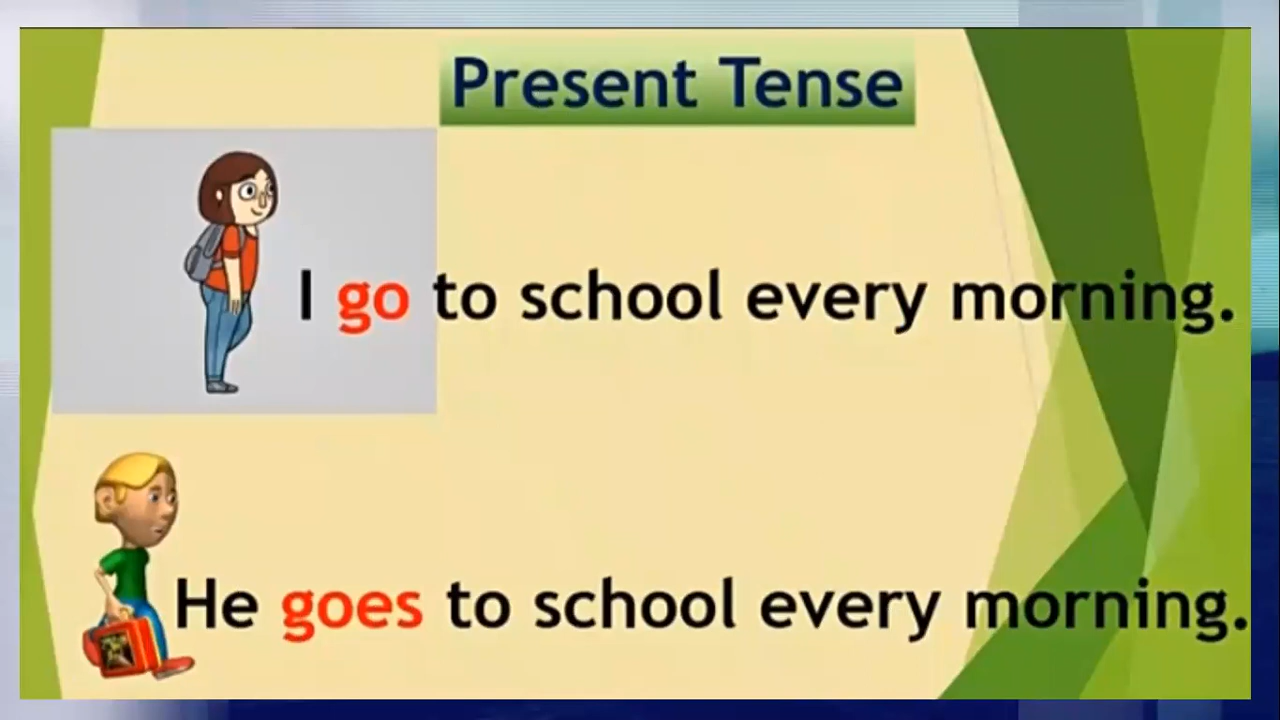 Present Tense
I go to school every morning.
He goes to school every morning.